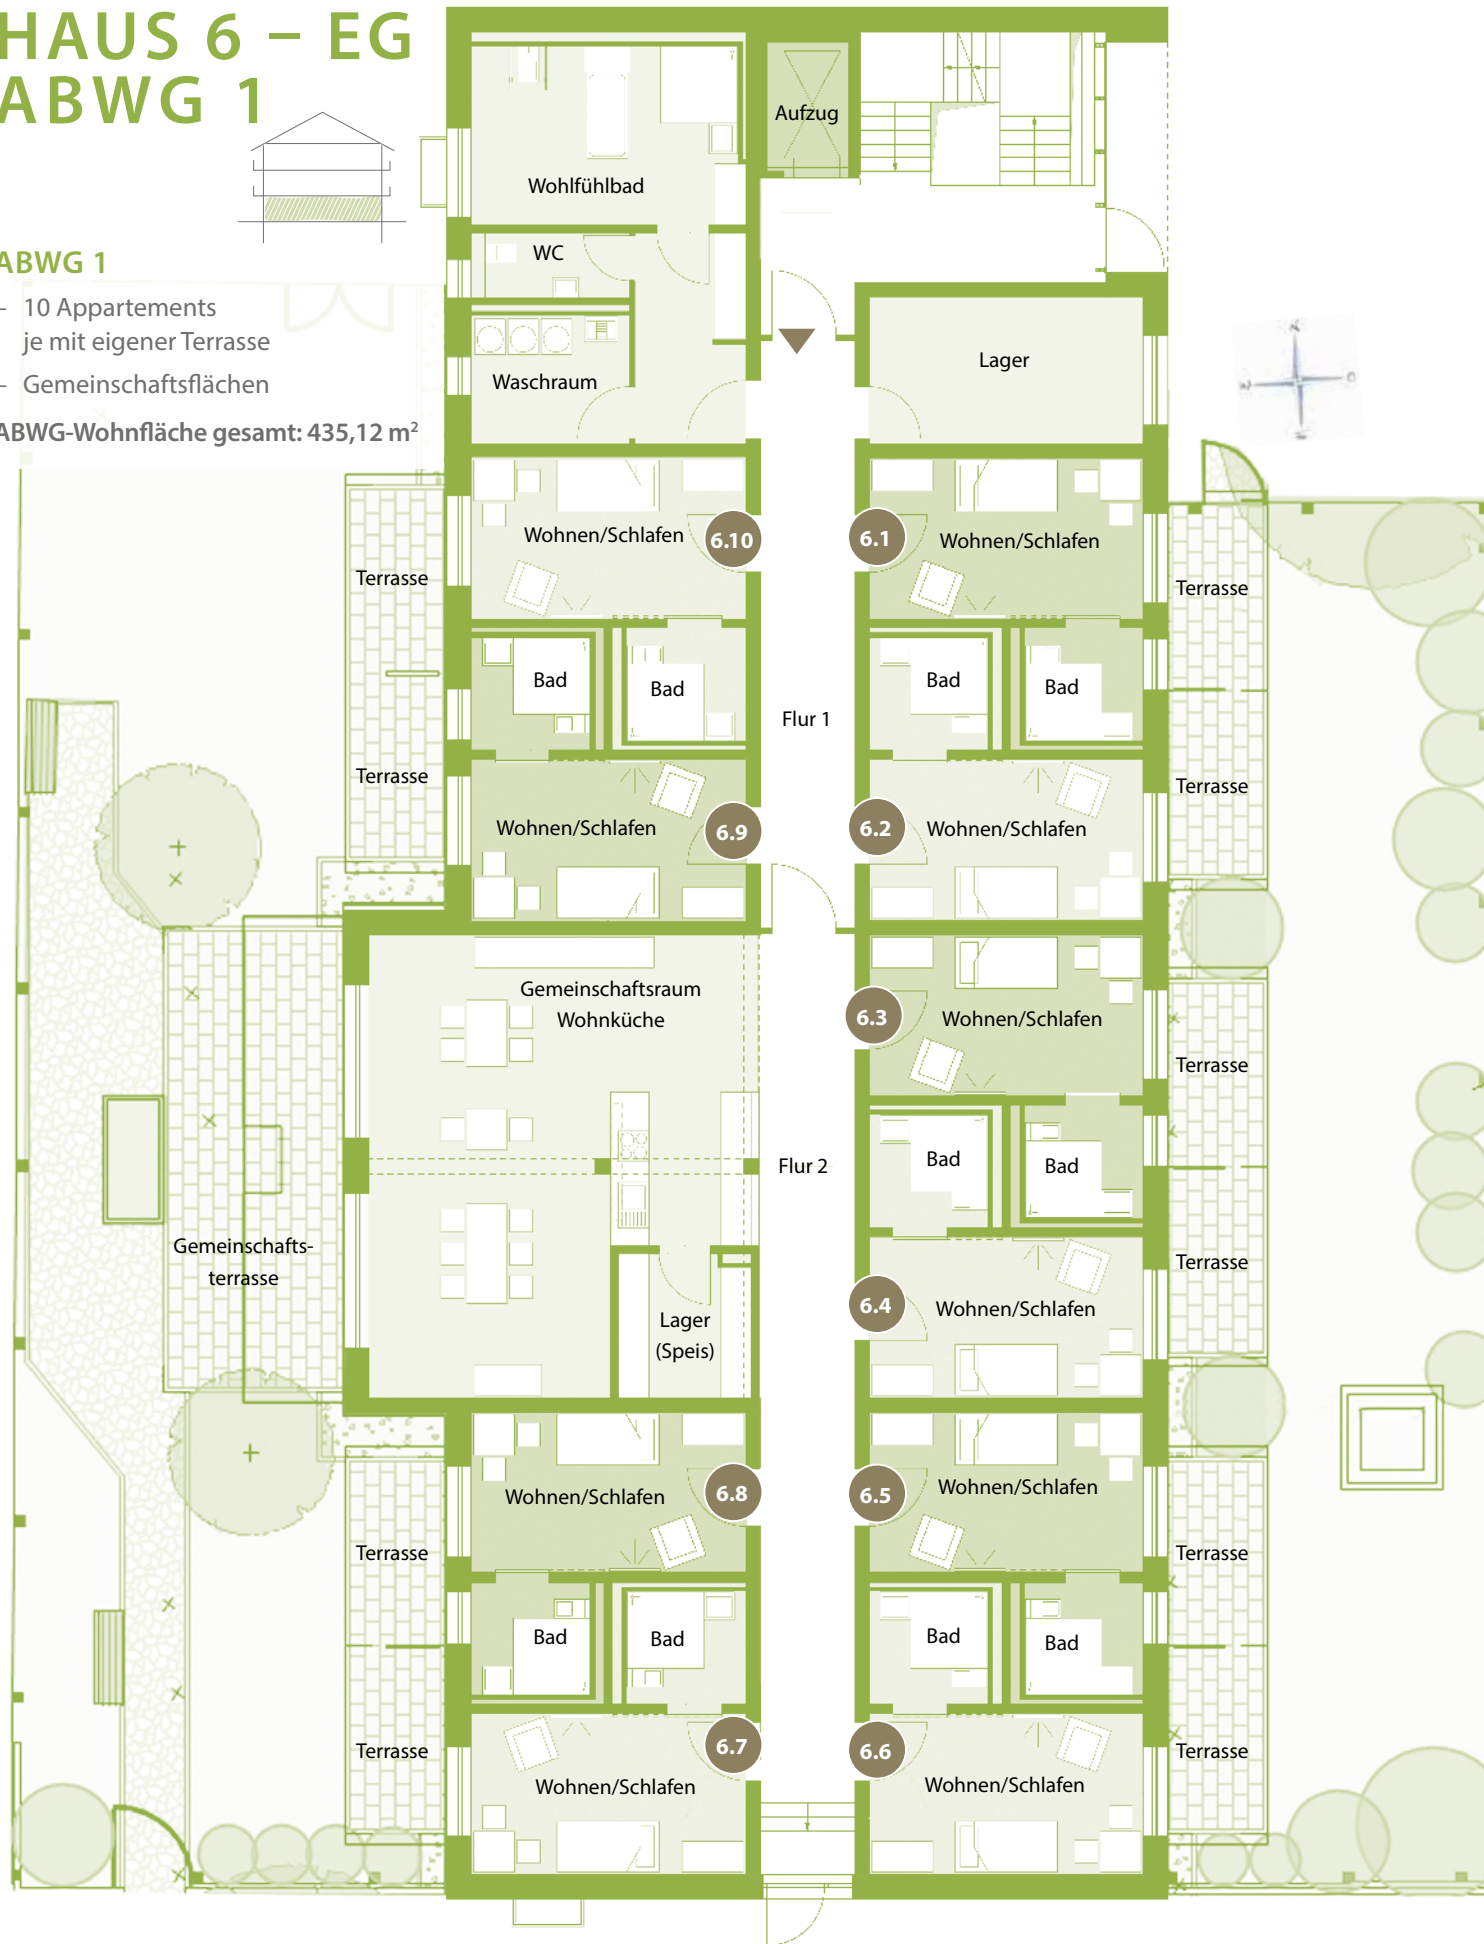 HAUS 6 – EG
ABWG 1
ABWG 1
– 10 Appartements
je mit eigener Terrasse
– Gemeinschaftsflächen
ABWG-Wohnfläche gesamt: 435,12 m²
Aufzug
Wohlfühlbad
WC
Waschraum
Lager
Wohnen/Schlafen
6.10
6.1
Wohnen/Schlafen
Terrasse
Terrasse
Bad
Bad
Bad
Bad
Flur 1
Terrasse
Terrasse
Wohnen/Schlafen
6.9
6.2
Wohnen/Schlafen
Gemeinschaftsraum
Wohnküche
6.3
Wohnen/Schlafen
Terrasse
Flur 2
Bad
Bad
Gemeinschafts-
terrasse
Terrasse
Lager
(Speis)
6.4
Wohnen/Schlafen
Wohnen/Schlafen
6.8
6.5
Wohnen/Schlafen
Terrasse
Terrasse
Bad
Bad
Bad
Bad
Terrasse
6.7
6.6
Terrasse
Wohnen/Schlafen
Wohnen/Schlafen